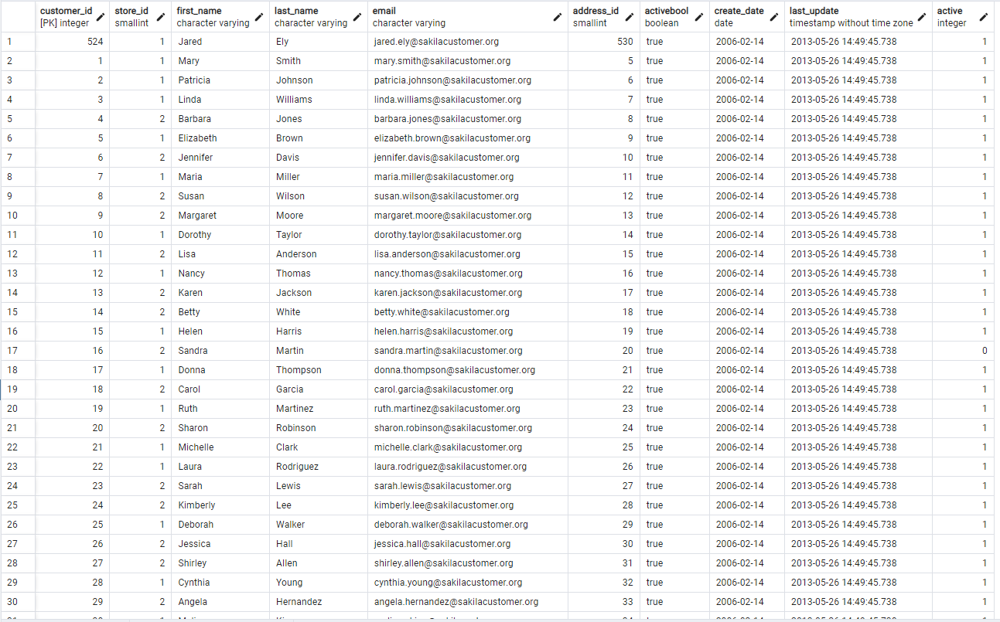 customer_id store_id first_name last_name email address_id activebool create_date last_update active
[PK] integer smallint character varying character varying character varying smallint boolean date timestamp without time zone integer
1 524 1 Jared Ely jared.ely@sakilacustomer.org 530 true 2006-02-14 2013-05-26 14:49:45.738 1
2 1 1 Mary Smith mary.smith@sakilacustomer.org 5 true 2006-02-14 2013-05-26 14:49:45.738 1
3 2 1 Patricia Johnson patricia.johnson@sakilacustomer.org 6 true 2006-02-14 2013-05-26 14:49:45.738 1
4 3 1 Linda Williams linda.williams@sakilacustomer.org 7 true 2006-02-14 2013-05-26 14:49:45.738 1
5 4 2 Barbara Jones barbara.jones@sakilacustomer.org 8 true 2006-02-14 2013-05-26 14:49:45.738 1
6 5 1 Elizabeth Brown elizabeth.brown@sakilacustomer.org 9 true 2006-02-14 2013-05-26 14:49:45.738 1
7 6 2 Jennifer Davis jennifer.davis@sakilacustomer.org 10 true 2006-02-14 2013-05-26 14:49:45.738 1
8 7 1 Maria Miller maria.miller@sakilacustomer.org 11 true 2006-02-14 2013-05-26 14:49:45.738 1
9 8 2 Susan Wilson susan.wilson@sakilacustomer.org 12 true 2006-02-14 2013-05-26 14:49:45.738 1
10 9 2 Margaret Moore margaret.moore@sakilacustomer.org 13 true 2006-02-14 2013-05-26 14:49:45.738 1
11 10 1 Dorothy Taylor dorothy.taylor@sakilacustomer.org 14 true 2006-02-14 2013-05-26 14:49:45.738 1
12 11 2 Lisa Anderson lisa.anderson@sakilacustomer.org 15 true 2006-02-14 2013-05-26 14:49:45.738 1
13 12 1 Nancy Thomas nancy.thomas@sakilacustomer.org 16 true 2006-02-14 2013-05-26 14:49:45.738 1
14 13 2 Karen Jackson karen.jackson@sakilacustomer.org 17 true 2006-02-14 2013-05-26 14:49:45.738 1
15 14 2 Betty White betty.white@sakilacustomer.org 18 true 2006-02-14 2013-05-26 14:49:45.738 1
16 15 1 Helen Harris helen.harris@sakilacustomer.org 19 true 2006-02-14 2013-05-26 14:49:45.738 1
17 16 2 Sandra Martin sandra.martin@sakilacustomer.org 20 true 2006-02-14 2013-05-26 14:49:45.738 0
18 17 1 Donna Thompson donna.thompson@sakilacustomer.org 21 true 2006-02-14 2013-05-26 14:49:45.738 1
19 18 2 Carol Garcia carol.garcia@sakilacustomer.org 22 true 2006-02-14 2013-05-26 14:49:45.738 1
20 19 1 Ruth Martinez ruth.martinez@sakilacustomer.org 23 true 2006-02-14 2013-05-26 14:49:45.738 1
21 20 2 Sharon Robinson sharon.robinson@sakilacustomer.org 24 true 2006-02-14 2013-05-26 14:49:45.738 1
22 21 1 Michelle Clark michelle.clark@sakilacustomer.org 25 true 2006-02-14 2013-05-26 14:49:45.738 1
23 22 1 Laura Rodriguez laura.rodriguez@sakilacustomer.org 26 true 2006-02-14 2013-05-26 14:49:45.738 1
24 23 2 Sarah Lewis sarah.lewis@sakilacustomer.org 27 true 2006-02-14 2013-05-26 14:49:45.738 1
25 24 2 Kimberly Lee kimberly.lee@sakilacustomer.org 28 true 2006-02-14 2013-05-26 14:49:45.738 1
26 25 1 Deborah Walker deborah.walker@sakilacustomer.org 29 true 2006-02-14 2013-05-26 14:49:45.738 1
27 26 2 Jessica Hall jessica.hall@sakilacustomer.org 30 true 2006-02-14 2013-05-26 14:49:45.738 1
28 27 2 Shirley Allen shirley.allen@sakilacustomer.org 31 true 2006-02-14 2013-05-26 14:49:45.738 1
29 28 1 Cynthia Young cynthia.young@sakilacustomer.org 32 true 2006-02-14 2013-05-26 14:49:45.738 1
30 29 2 Angela Hernandez angela.hernandez@sakilacustomer.org 33 true 2006-02-14 2013-05-26 14:49:45.738 1